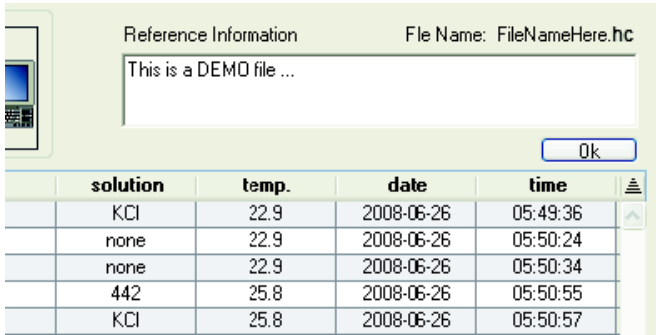 Reference Information Fle Name: FileNameHere.hc
This is a DEMO file ...
Ok
solution temp. date time
KCl 22.9 2008-06-26 05:49:36
none 22.9 2008-06-26 05:50:24
none 22.9 2008-06-26 05:50:34
442 25.8 2008-06-26 05:50:55
KCl 25.8 2008-06-26 05:50:57